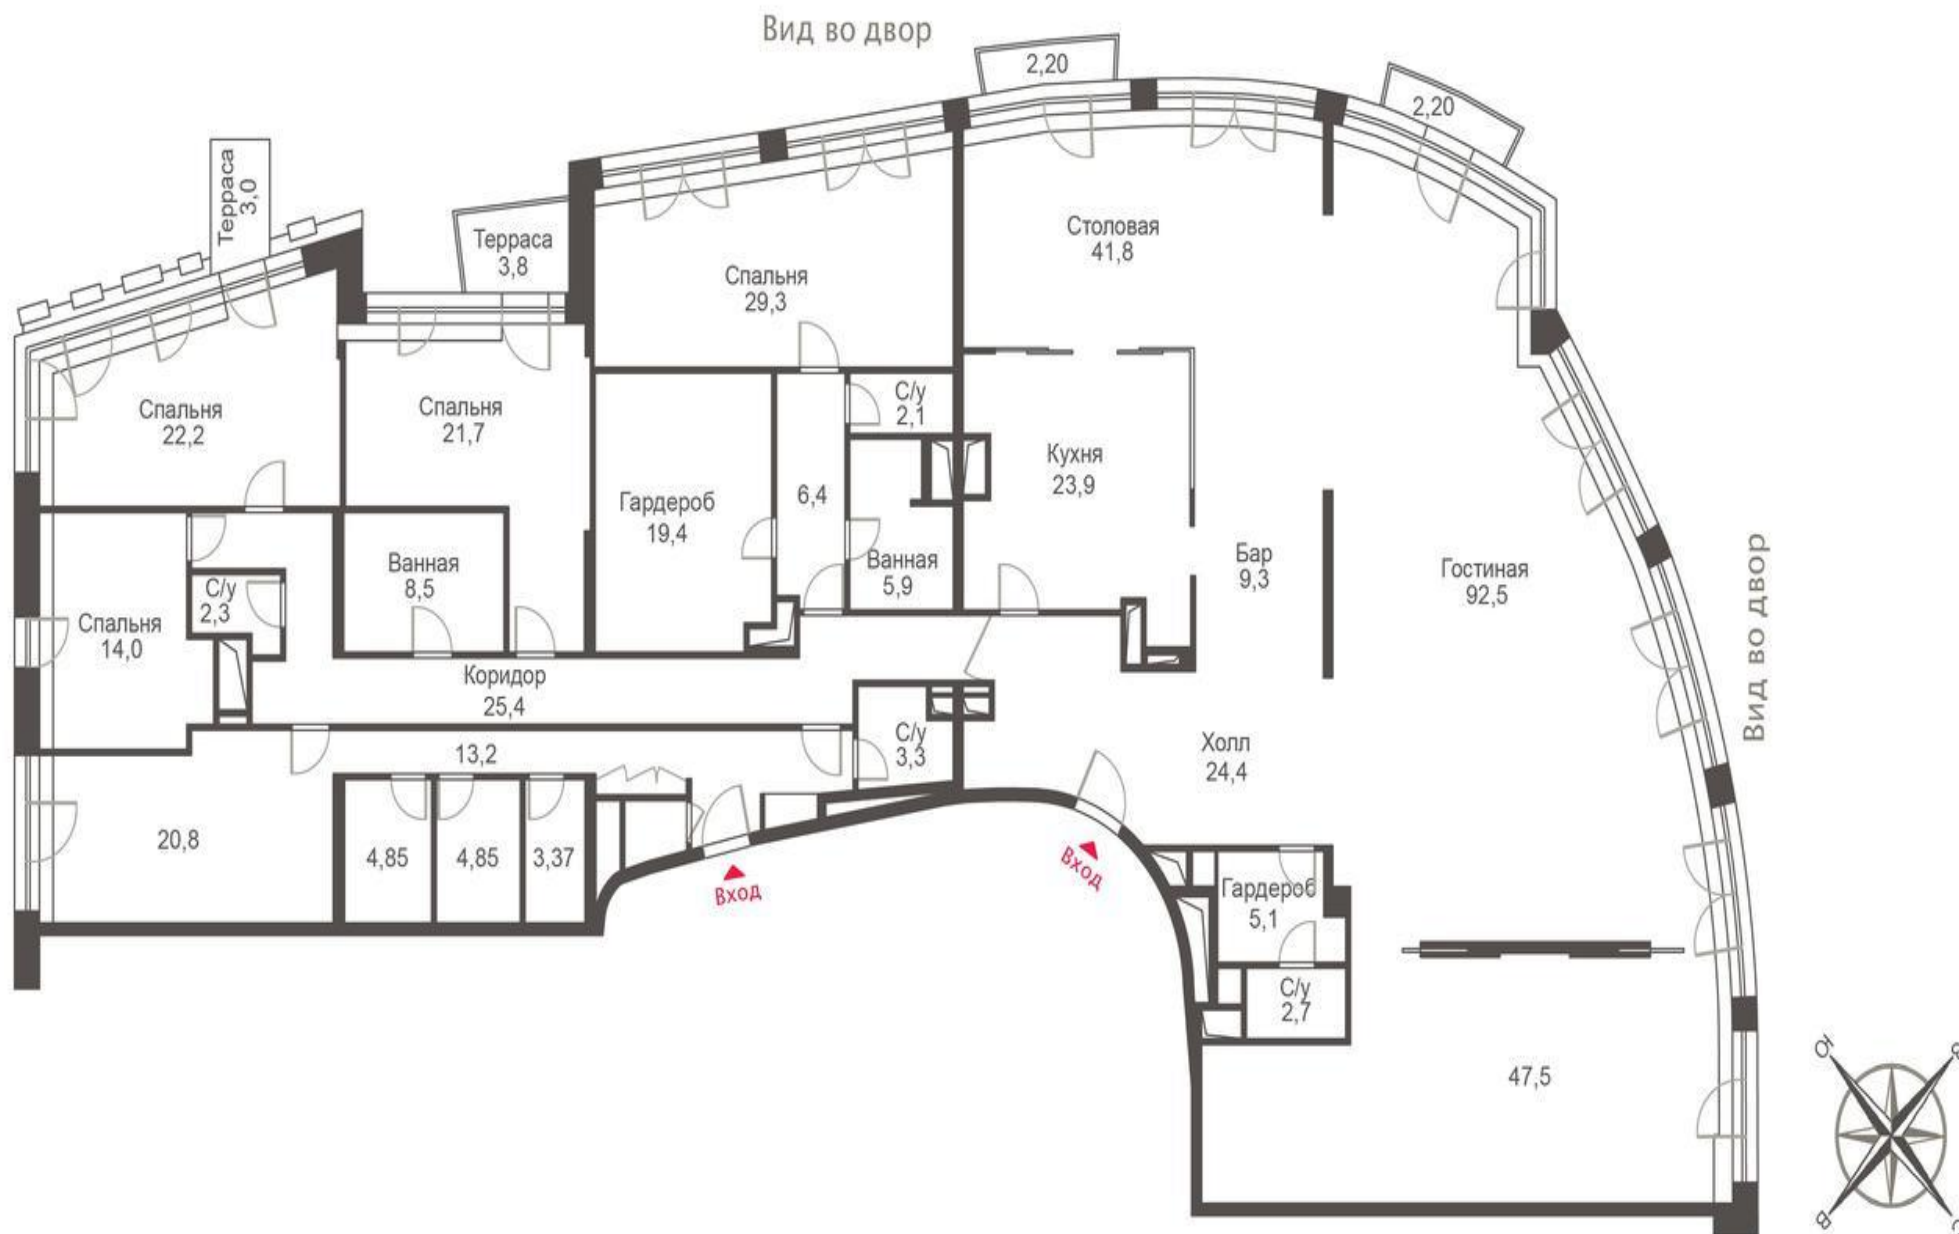 Вид во двор
2,20
2,20
Терраса
3,0
Терраса
3,8
Спальня
29,3
Столовая
41,8
Спальня
22,2
Спальня
21,7
С/у
2,1
Гардероб
19,4
6,4
Кухня
23,9
Ванная
8,5
Ванная
5,9
Бар
9,3
Гостиная
92,5
Вид во двор
С/у
2,3
Спальня
14,0
Коридор
25,4
С/у
3,3
Холл
24,4
13,2
20,8
4,85
4,85
3,37
Вход
Вход
Гардероб
5,1
С/у
2,7
47,5
Ю
В